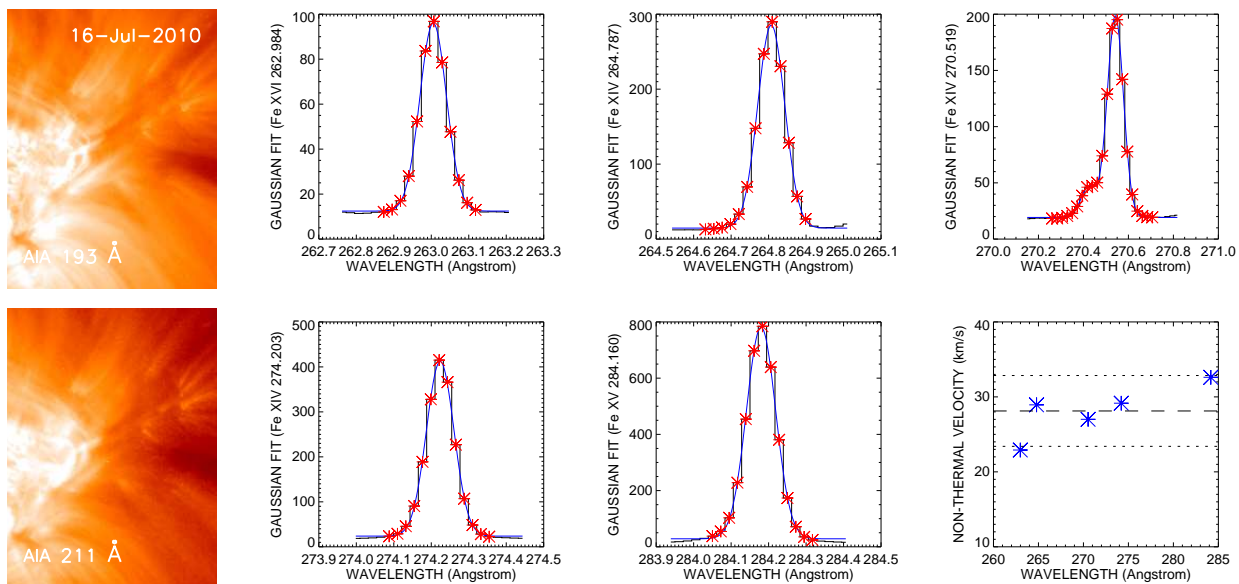 16-Jul-2010
AIA 193 Å
GAUSSIAN FIT (Fe XVI 262.984)
100
80
60
40
20
0
262.7 262.8 262.9 263.0 263.1 263.2 263.3
WAVELENGTH (Angstrom)
GAUSSIAN FIT (Fe XIV 264.787)
300
200
100
0
264.5 264.6 264.7 264.8 264.9 265.0 265.1
WAVELENGTH (Angstrom)
GAUSSIAN FIT (Fe XIV 270.519)
200
150
100
50
0
270.0 270.2 270.4 270.6 270.8 271.0
WAVELENGTH (Angstrom)
AIA 211 Å
GAUSSIAN FIT (Fe XIV 274.203)
500
400
300
200
100
0
273.9 274.0 274.1 274.2 274.3 274.4 274.5
WAVELENGTH (Angstrom)
GAUSSIAN FIT (Fe XV 284.160)
800
600
400
200
0
283.9 284.0 284.1 284.2 284.3 284.4 284.5
WAVELENGTH (Angstrom)
NON-THERMAL VELOCITY (km/s)
40
30
20
10
260 265 270 275 280 285
WAVELENGTH (Angstrom)